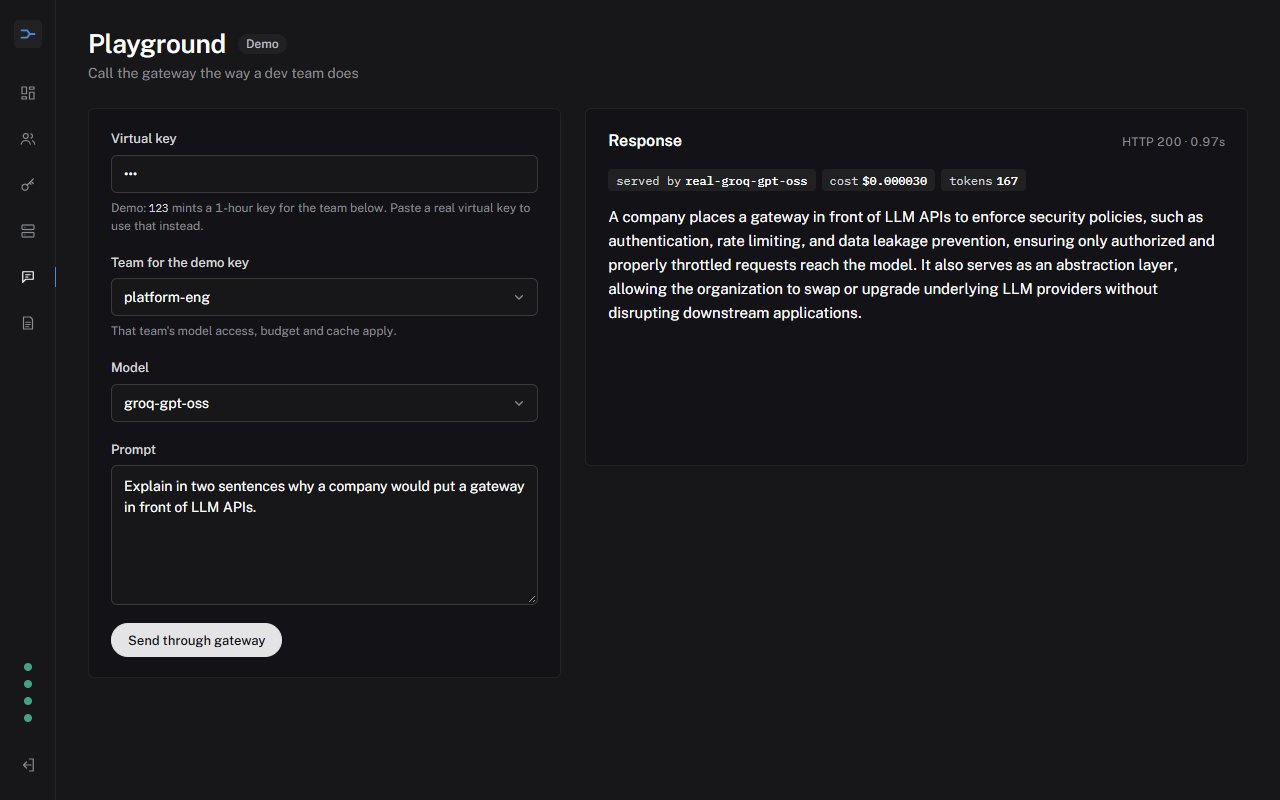 Playground
Demo
Call the gateway the way a dev team does
Virtual key
•••
Demo: 123 mints a 1-hour key for the team below. Paste a real virtual key to
use that instead.
Team for the demo key
platform-eng
That team's model access, budget and cache apply.
Model
groq-gpt-oss
Prompt
Explain in two sentences why a company would put a gateway
in front of LLM APIs.
Send through gateway
Response
HTTP 200 · 0.97s
served by real-groq-gpt-oss
cost $0.000030
tokens 167
A company places a gateway in front of LLM APIs to enforce security policies, such as
authentication, rate limiting, and data leakage prevention, ensuring only authorized and
properly throttled requests reach the model. It also serves as an abstraction layer,
allowing the organization to swap or upgrade underlying LLM providers without
disrupting downstream applications.